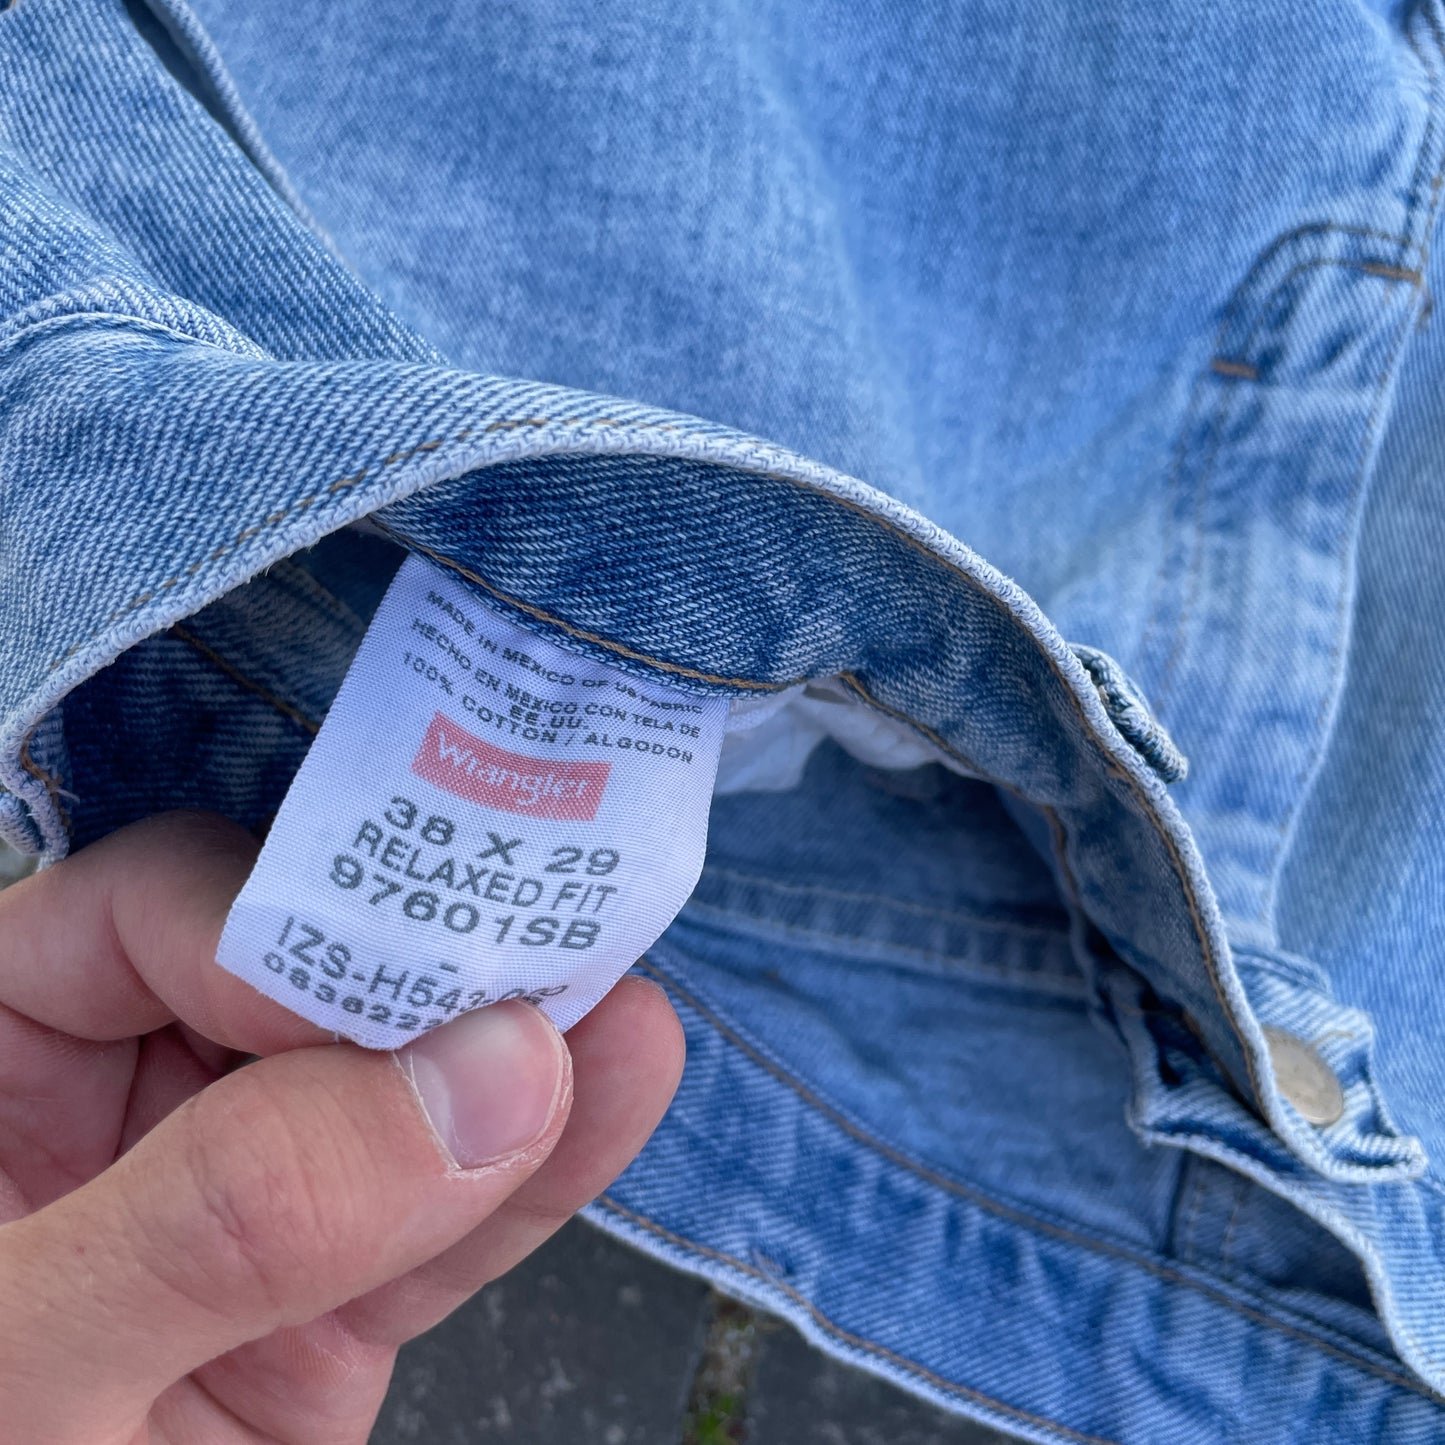 MADE IN MEXICO OF US FABRIC
HECHO EN MEXICO CON TELA DE
EE.UU.
100% COTTON / ALGODON
Wrangler
38 X 29
RELAXED FIT
97601SB